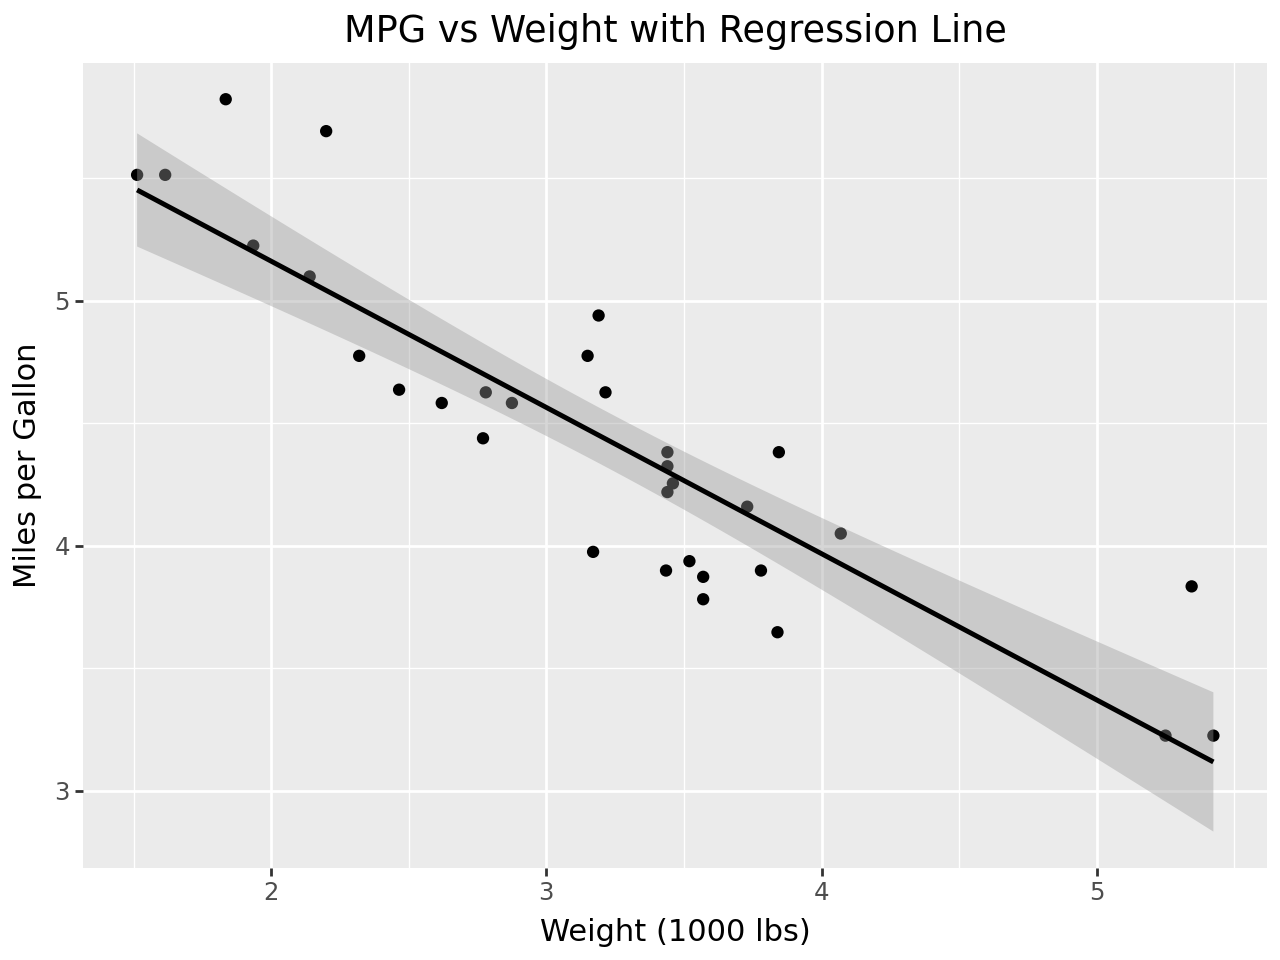 MPG vs Weight with Regression Line
Miles per Gallon
5
4
3
2 3 4 5
Weight (1000 lbs)